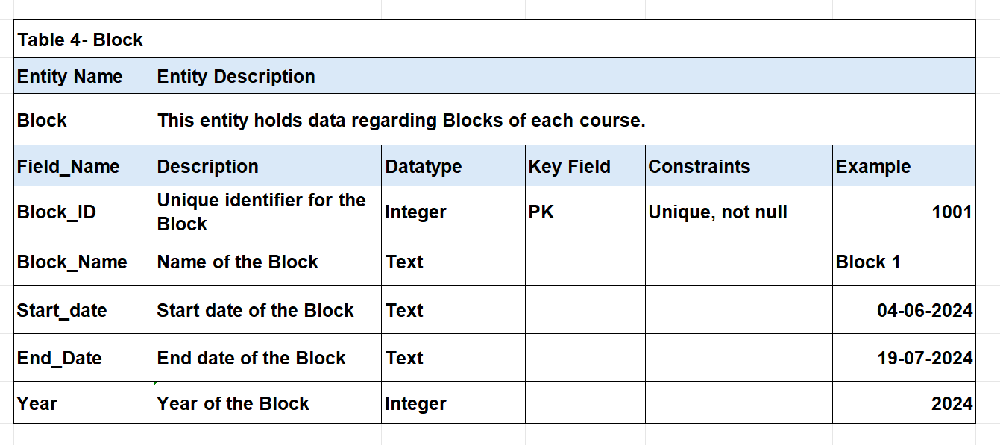 Table 4- Block
Entity Name Entity Description
Block This entity holds data regarding Blocks of each course.
Field_Name Description Datatype Key Field Constraints Example
Block_ID Unique identifier for the Block Integer PK Unique, not null 1001
Block_Name Name of the Block Text Block 1
Start_date Start date of the Block Text 04-06-2024
End_Date End date of the Block Text 19-07-2024
Year Year of the Block Integer 2024